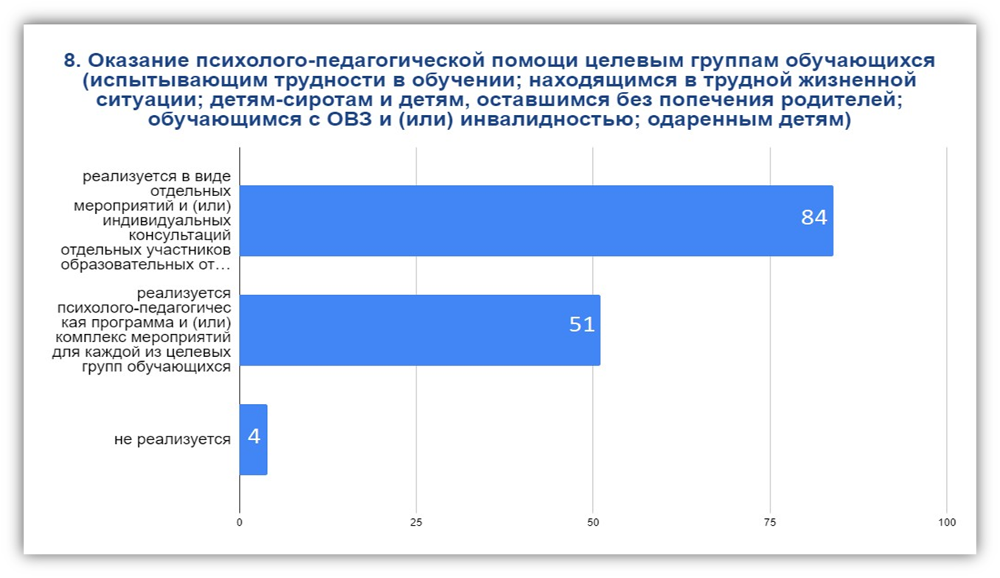 8. Оказание психолого-педагогической помощи целевым группам обучающихся
(испытывающим трудности в обучении; находящимся в трудной жизненной
ситуации; детям-сиротам и детям, оставшимся без попечения родителей;
обучающимся с ОВЗ и (или) инвалидностью; одаренным детям)
реализуется в виде
отдельных
мероприятий и (или)
индивидуальных
консультаций
отдельных участников
образовательных от…
84
реализуется
психолого-педагогичес
кая программа и (или)
комплекс мероприятий
для каждой из целевых
групп обучающихся
51
не реализуется
4
0
25
50
75
100